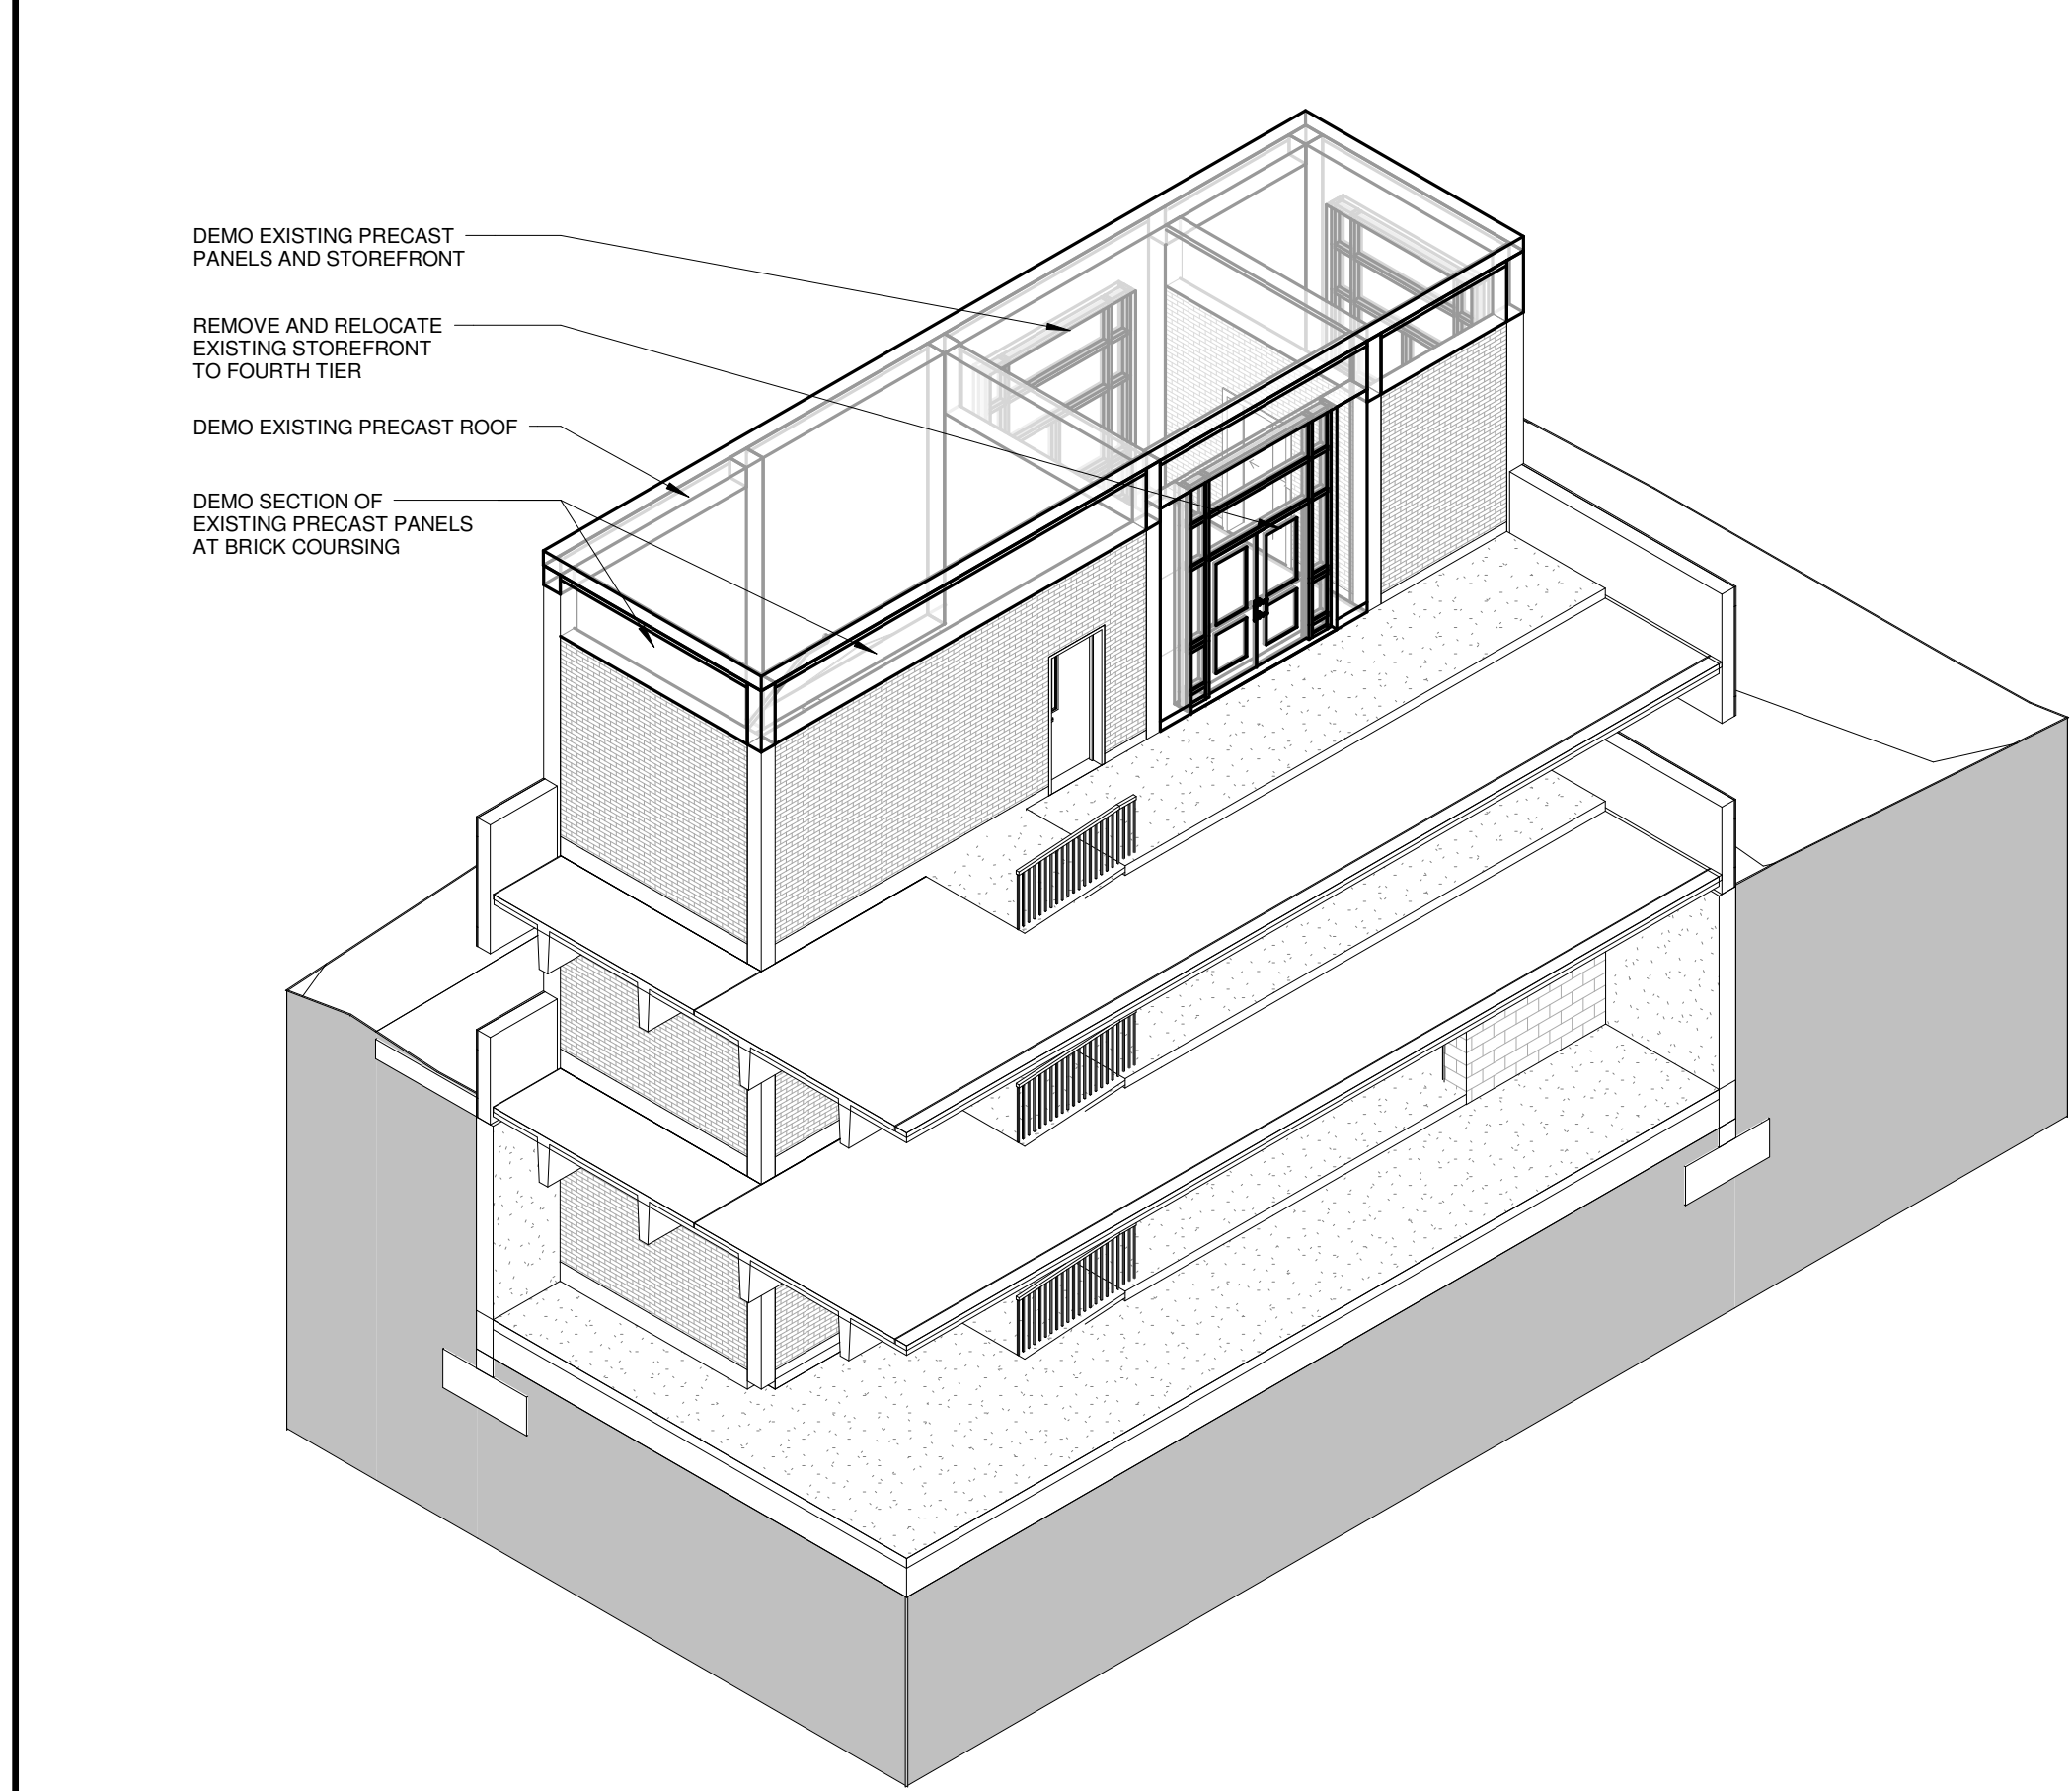 DEMO EXISTING PRECAST
PANELS AND STOREFRONT
REMOVE AND RELOCATE
EXISTING STOREFRONT
TO FOURTH TIER
DEMO EXISTING PRECAST ROOF
DEMO SECTION OF
EXISTING PRECAST PANELS
AT BRICK COURSING